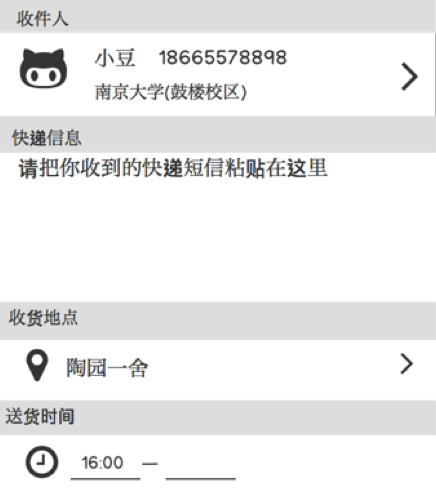 收件人
小豆 18665578898
南京大学(鼓楼校区)
快递信息
请把你收到的快递短信粘贴在这里
收货地点
陶园一舍
送货时间
16:00 —